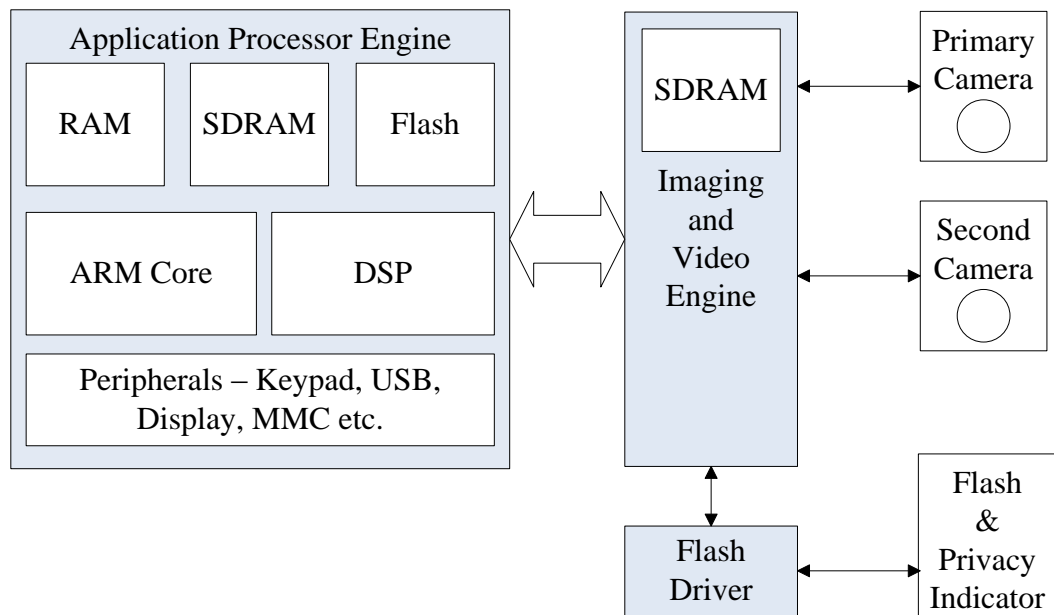 Application Processor Engine
RAM
SDRAM
Flash
ARM Core
DSP
Peripherals – Keypad, USB,
Display, MMC etc.
SDRAM
Imaging
and
Video
Engine
Primary
Camera
Second
Camera
Flash
Driver
Flash
&
Privacy
Indicator